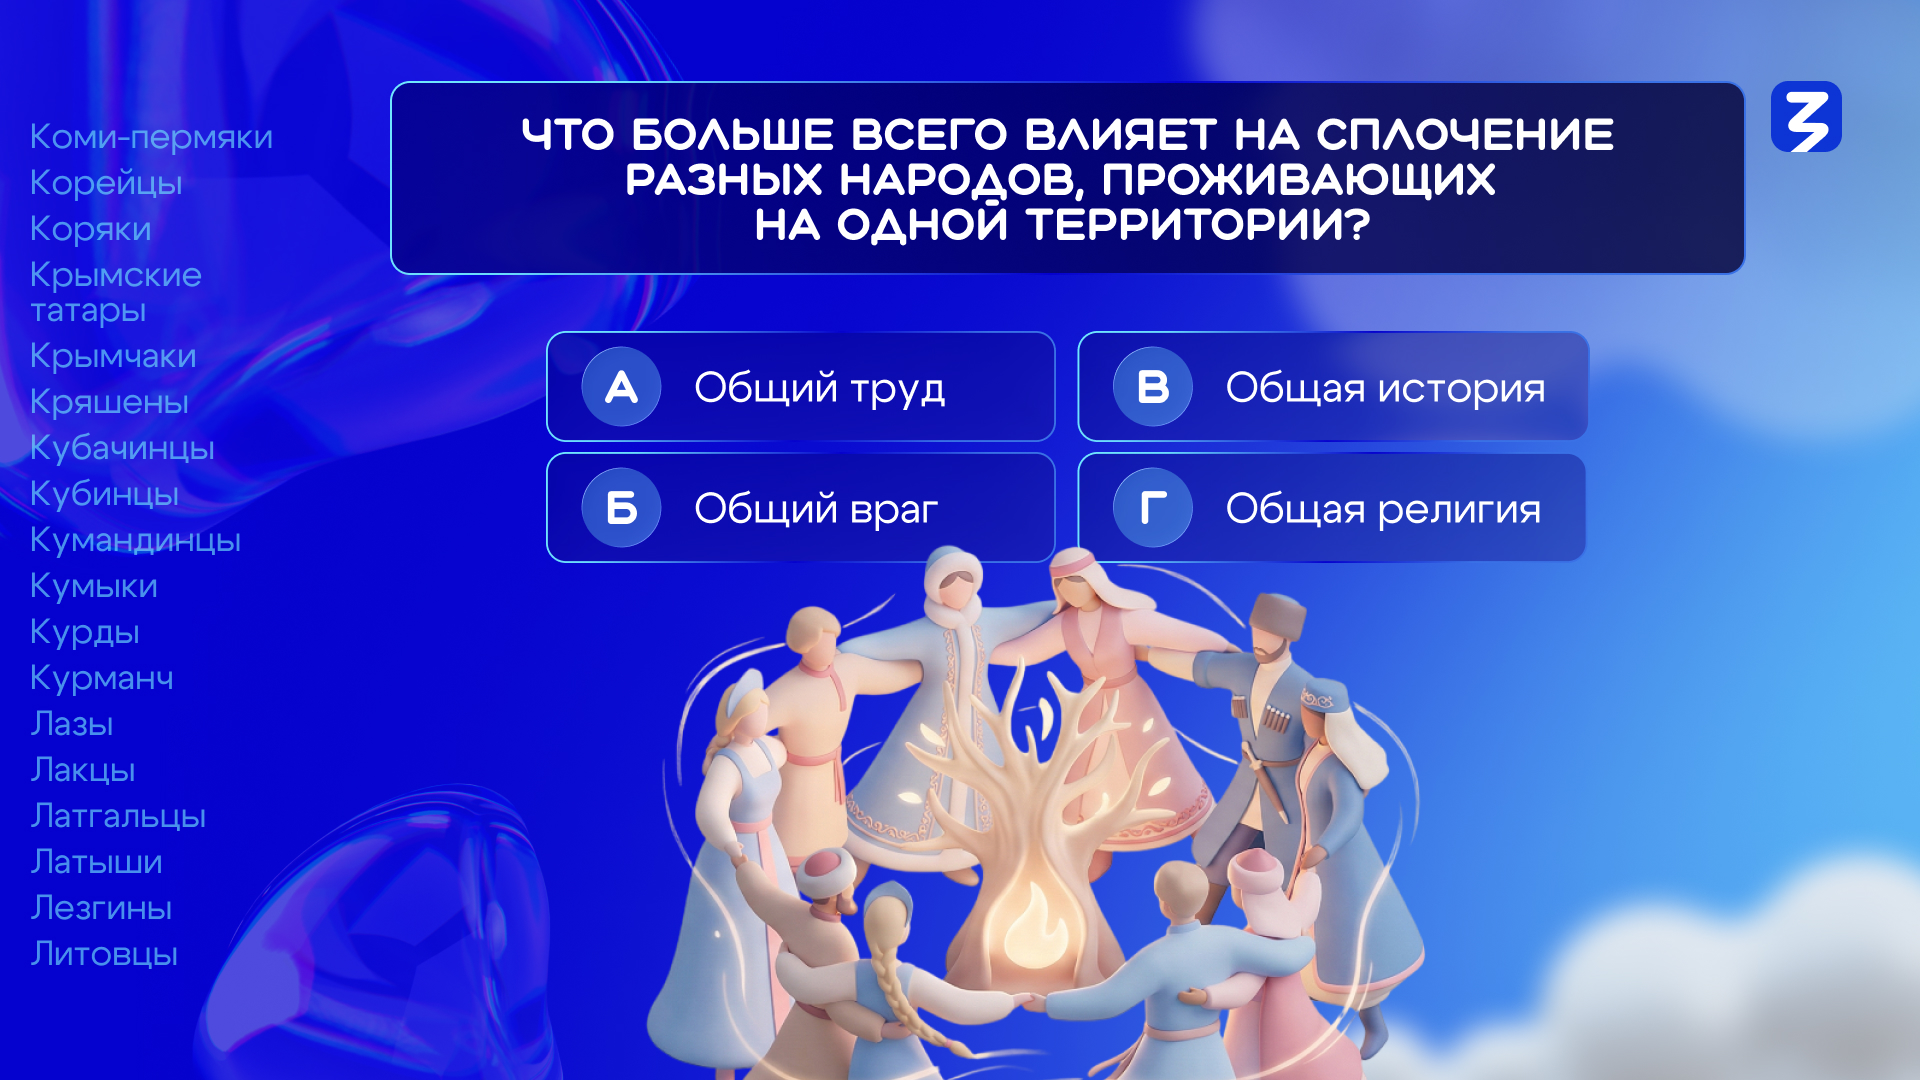 Коми-пермяки
Корейцы
Коряки
Крымские
татары
Крымчаки
Кряшены
Кубачинцы
Кубинцы
Кумандинцы
Кумыки
Курды
Курманч
Лазы
Лакцы
Латгальцы
Латыши
Лезгины
Литовцы
ЧТО БОЛЬШЕ ВСЕГО ВЛИЯЕТ НА СПЛОЧЕНИЕ
РАЗНЫХ НАРОДОВ, ПРОЖИВАЮЩИХ
НА ОДНОЙ ТЕРРИТОРИИ?
А Общий труд
Б Общий враг
В Общая история
Г Общая религия